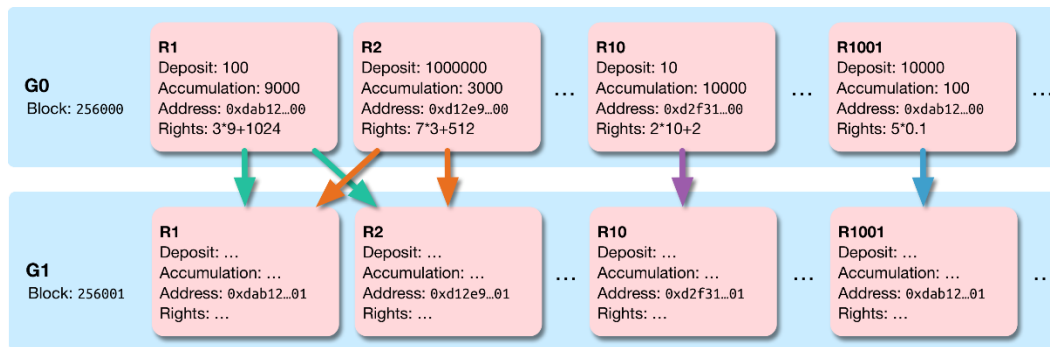 G0
Block: 256000
R1
Deposit: 100
Accumulation: 9000
Address: 0xdab12...00
Rights: 3*9+1024
R2
Deposit: 1000000
Accumulation: 3000
Address: 0xd12e9...00
Rights: 7*3+512
...
R10
Deposit: 10
Accumulation: 10000
Address: 0xd2f31...00
Rights: 2*10+2
...
R1001
Deposit: 10000
Accumulation: 100
Address: 0xdab12...00
Rights: 5*0.1
...
G1
Block: 256001
R1
Deposit: ...
Accumulation: ...
Address: 0xdab12...01
Rights: ...
R2
Deposit: ...
Accumulation: ...
Address: 0xd12e9...01
Rights: ...
...
R10
Deposit: ...
Accumulation: ...
Address: 0xd2f31...01
Rights: ...
...
R1001
Deposit: ...
Accumulation: ...
Address: 0xdab12...01
Rights: ...
...